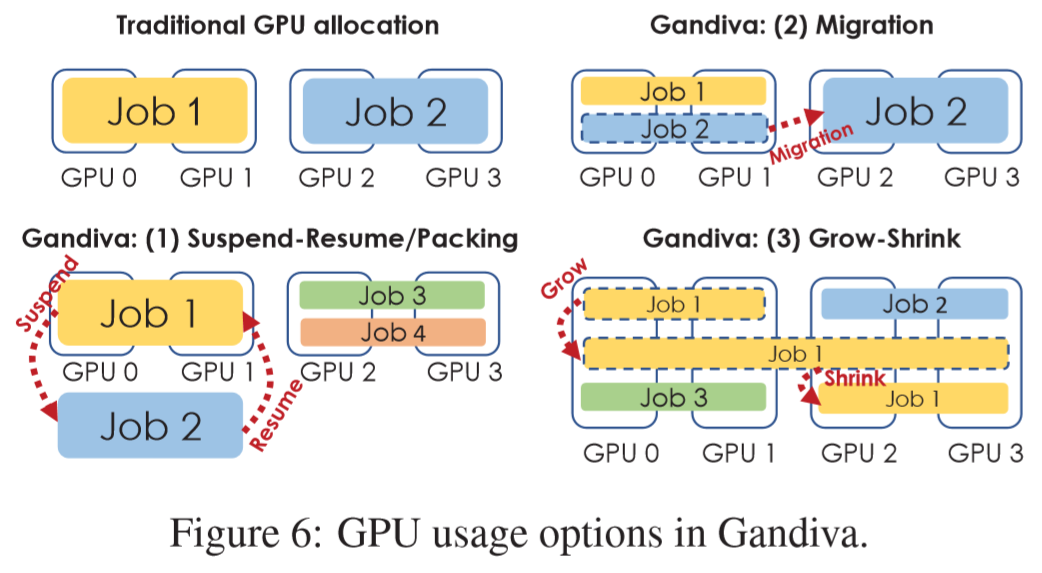 Traditional GPU allocation
Job 1
Job 2
GPU 0
GPU 1
GPU 2
GPU 3
Gandiva: (2) Migration
Job 1
Job 2
Migration
Job 2
GPU 0
GPU 1
GPU 2
GPU 3
Gandiva: (1) Suspend-Resume/Packing
Suspend
Job 1
Job 3
Job 4
GPU 0
GPU 1
GPU 2
GPU 3
Job 2
Resume
Gandiva: (3) Grow-Shrink
Grow
Job 1
Job 2
Job 1
Shrink
Job 3
Job 1
GPU 0
GPU 1
GPU 2
GPU 3
Figure 6: GPU usage options in Gandiva.